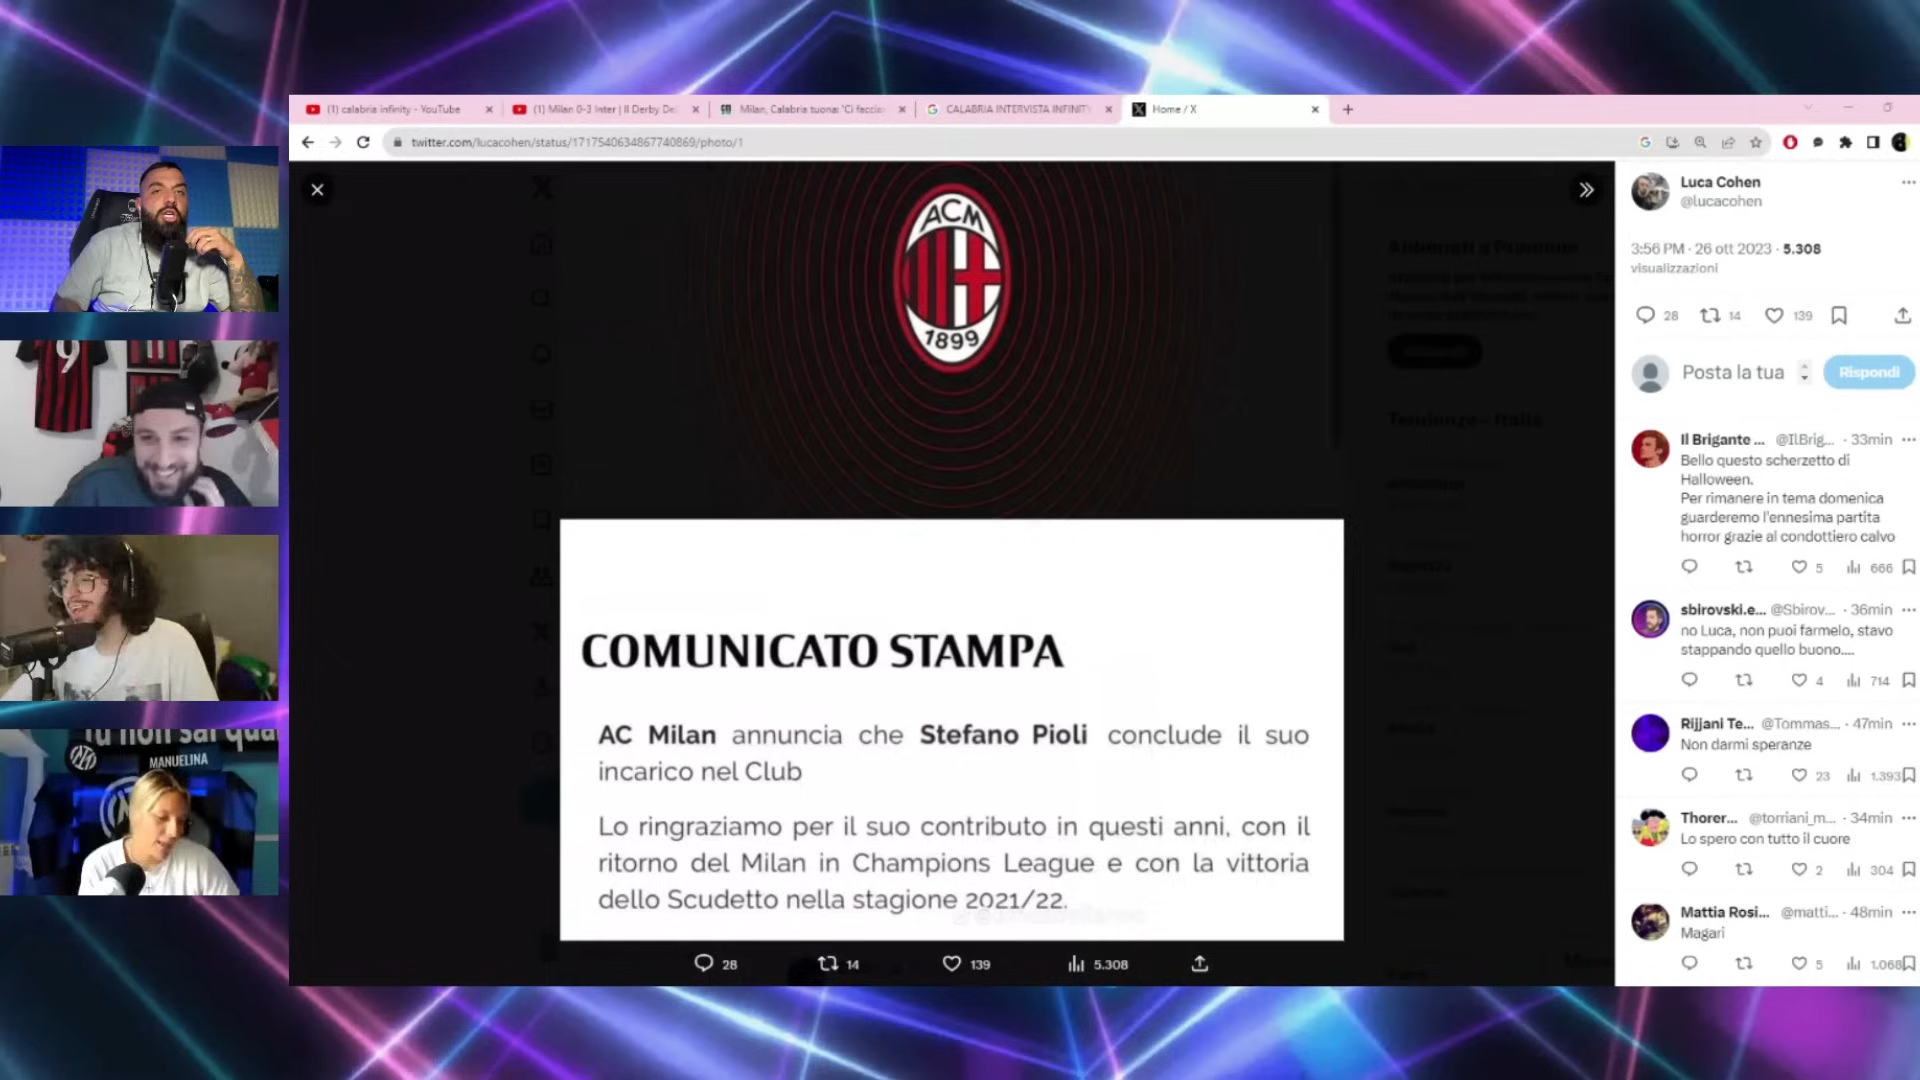 (1) calabria infinity - YouTube
(1) Milan 0-3 Inter | Il Derby De
Milan, Calabria tuona: 'Ci faccia
CALABRIA INTERVISTA INFINIT
Home / X
twitter.com/lucacohen/status/1717540634867740869/photo/1
9
MANUELINA
ACM
1899
COMUNICATO STAMPA
AC Milan annuncia che Stefano Pioli conclude il suo
incarico nel Club
Lo ringraziamo per il suo contributo in questi anni, con il
ritorno del Milan in Champions League e con la vittoria
dello Scudetto nella stagione 2021/22.
28 14 139 5.308
Luca Cohen
@lucacohen
3:56 PM · 26 ott 2023 · 5.308
visualizzazioni
28 14 139
Posta la tua
Rispondi
Il Brigante ... @ILBrig... · 33min
Bello questo scherzetto di
Halloween.
Per rimanere in tema domenica
guarderemo l'ennesima partita
horror grazie al condottiero calvo
5 666
sbirovski.e... @Sbirov... · 36min
no Luca, non puoi farmelo, stavo
stappando quello buono....
4 714
Rijjani Te... @Tommas... · 47min
Non darmi speranze
23 1.393
Thorer... @torriani_m... · 34min
Lo spero con tutto il cuore
2 304
Mattia Rosi... @matti... · 48min
Magari
5 1.068